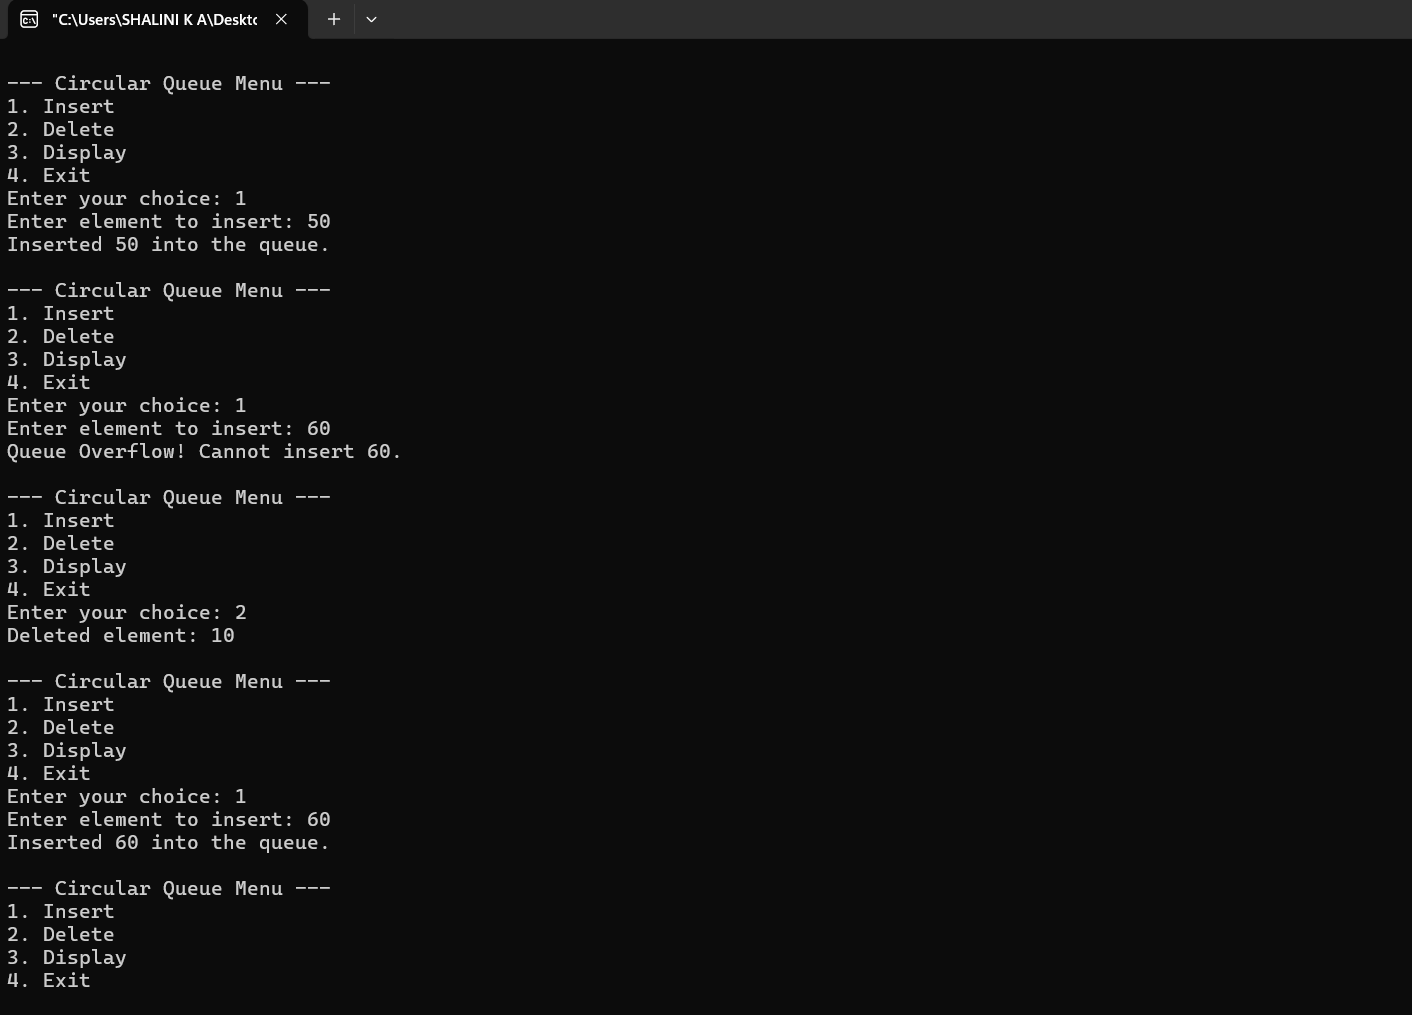 "C:\Users\SHALINI K A\Deskto
--- Circular Queue Menu ---
1. Insert
2. Delete
3. Display
4. Exit
Enter your choice: 1
Enter element to insert: 50
Inserted 50 into the queue.
--- Circular Queue Menu ---
1. Insert
2. Delete
3. Display
4. Exit
Enter your choice: 1
Enter element to insert: 60
Queue Overflow! Cannot insert 60.
--- Circular Queue Menu ---
1. Insert
2. Delete
3. Display
4. Exit
Enter your choice: 2
Deleted element: 10
--- Circular Queue Menu ---
1. Insert
2. Delete
3. Display
4. Exit
Enter your choice: 1
Enter element to insert: 60
Inserted 60 into the queue.
--- Circular Queue Menu ---
1. Insert
2. Delete
3. Display
4. Exit